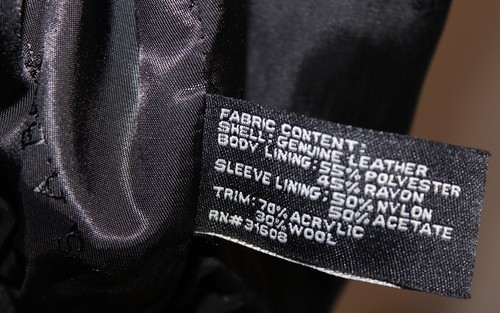 FABRIC CONTENT:
SHELL: GENUINE LEATHER
BODY LINING: 55% POLYESTER
45% RAYON
SLEEVE LINING: 50% NYLON
50% ACETATE
TRIM: 70% ACRYLIC
30% WOOL
RN# 31608